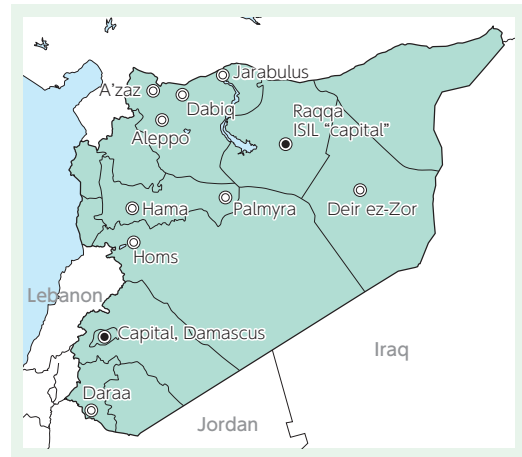 Jarabulus
A'zaz
Dabiq
Raqqa
ISIL “capital”
Aleppo
Hama
Palmyra
Deir ez-Zor
Homs
Lebanon
Capital, Damascus
Iraq
Daraa
Jordan